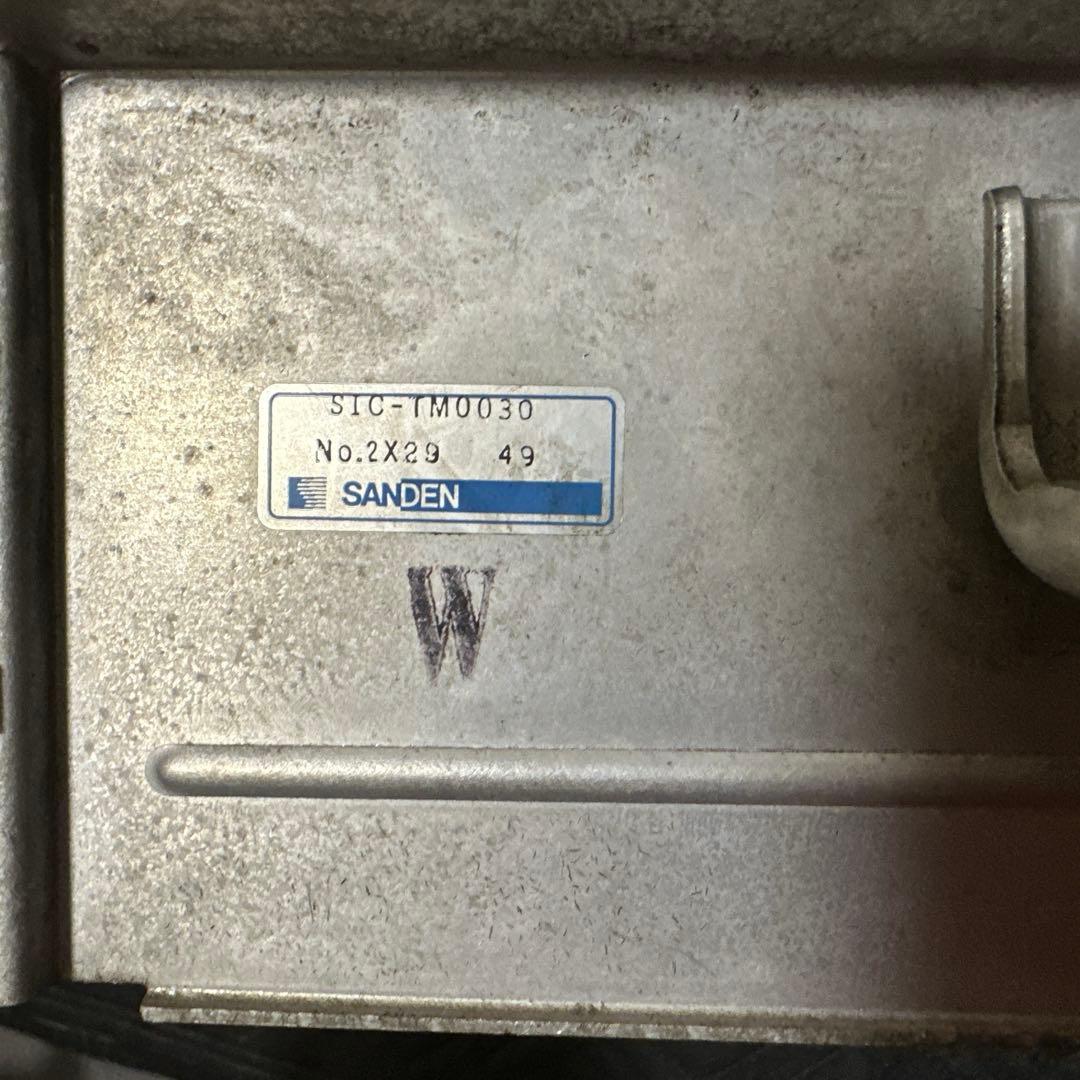 SIC-TM0030
No.2X29 49
SANDEN
W